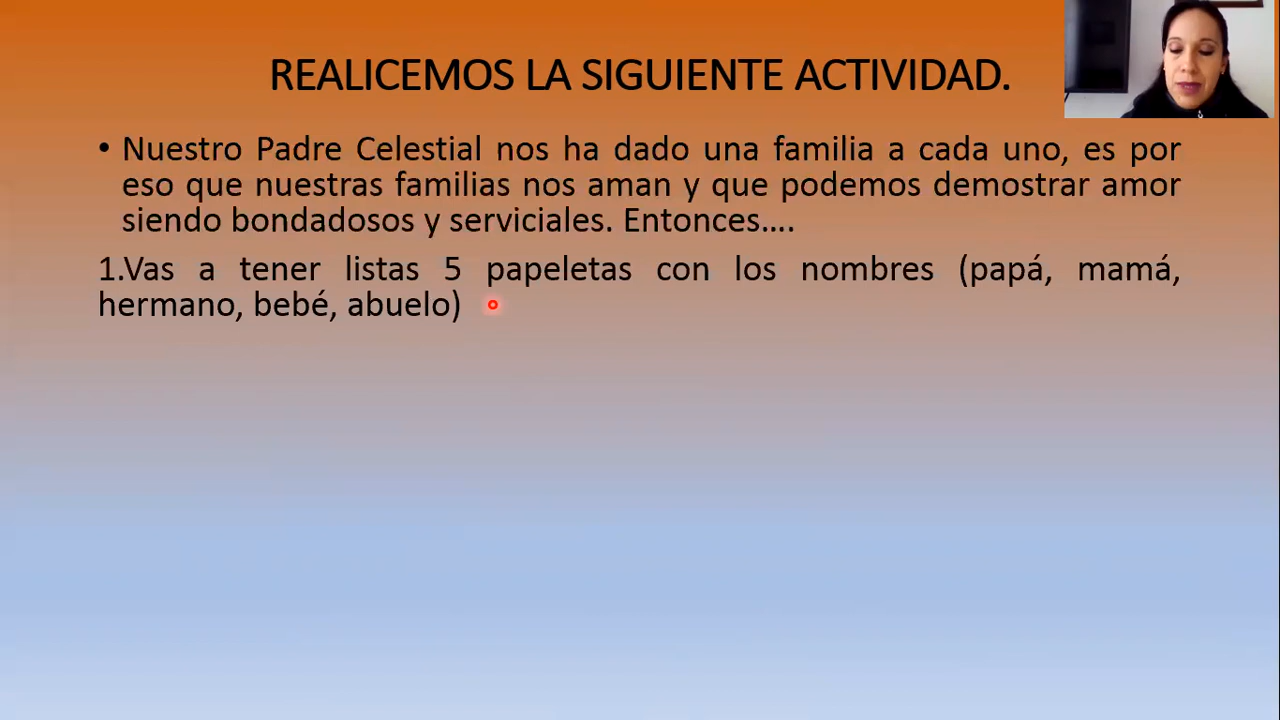 REALICEMOS LA SIGUIENTE ACTIVIDAD.
• Nuestro Padre Celestial nos ha dado una familia a cada uno, es por
eso que nuestras familias nos aman y que podemos demostrar amor
siendo bondadosos y serviciales. Entonces….
1.Vas a tener listas 5 papeletas con los nombres (papá, mamá,
hermano, bebé, abuelo)